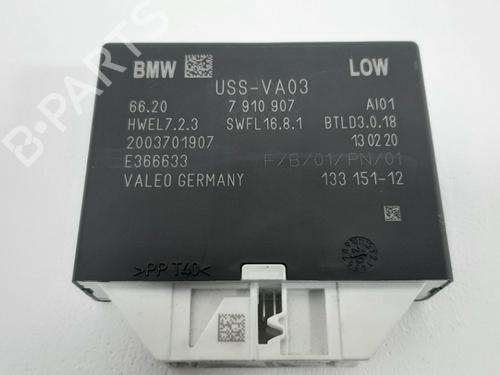 B-PARTS
BMW LOW
USS-VA03
66.20 7 910 907 AI01
HWEL7.2.3 SWFL16.8.1 BTLD3.0.18
2003701907 13 02 20
E366633 F/B/01/PN/01
VALEO GERMANY 133 151-12
>PP T40<